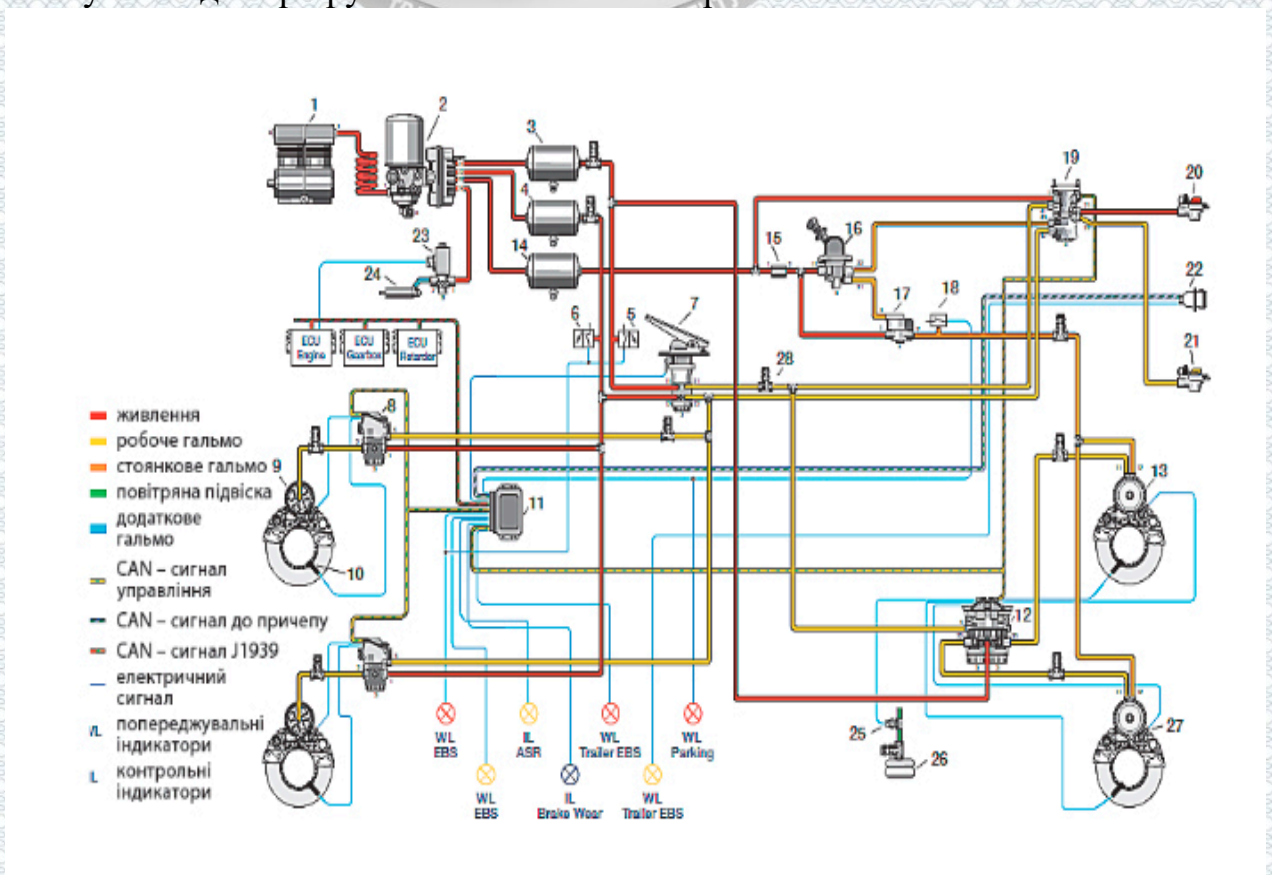 1
2
3
4
14
23
24
15
16
17
18
19
20
22
21
6
5
7
28
ECU
Engine
ECU
Gearbox
ECU
Retarder
8
живлення
робоче гальмо
стоянкове гальмо 9
повітряна підвіска
додаткове
гальмо
CAN – сигнал
управління
CAN – сигнал до причепу
CAN – сигнал J1939
електричний
сигнал
попереджувальні
індикатори
IL контрольні
індикатори
10
11
13
12
25
26
27
WL
EBS
IL
ASR
WL
Trailer EBS
WL
Parking
WL
EBS
IL
Brake Wear
WL
Trailer EBS